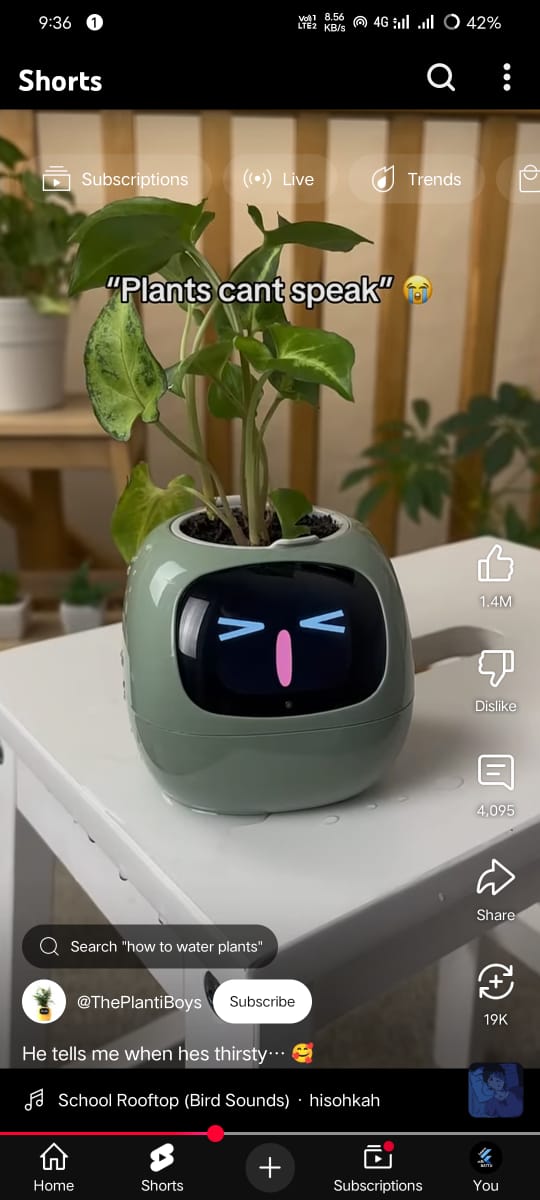 9:36
1
Vo))1
LTE2
8.56
KB/s
4G
42%
Shorts
Subscriptions
Live
Trends
“Plants cant speak” 😭
1.4M
Dislike
4,095
Share
Search "how to water plants"
@ThePlantiBoys
Subscribe
19K
He tells me when hes thirsty··· 🥰
School Rooftop (Bird Sounds) · hisohkah
Home
Shorts
Subscriptions
You